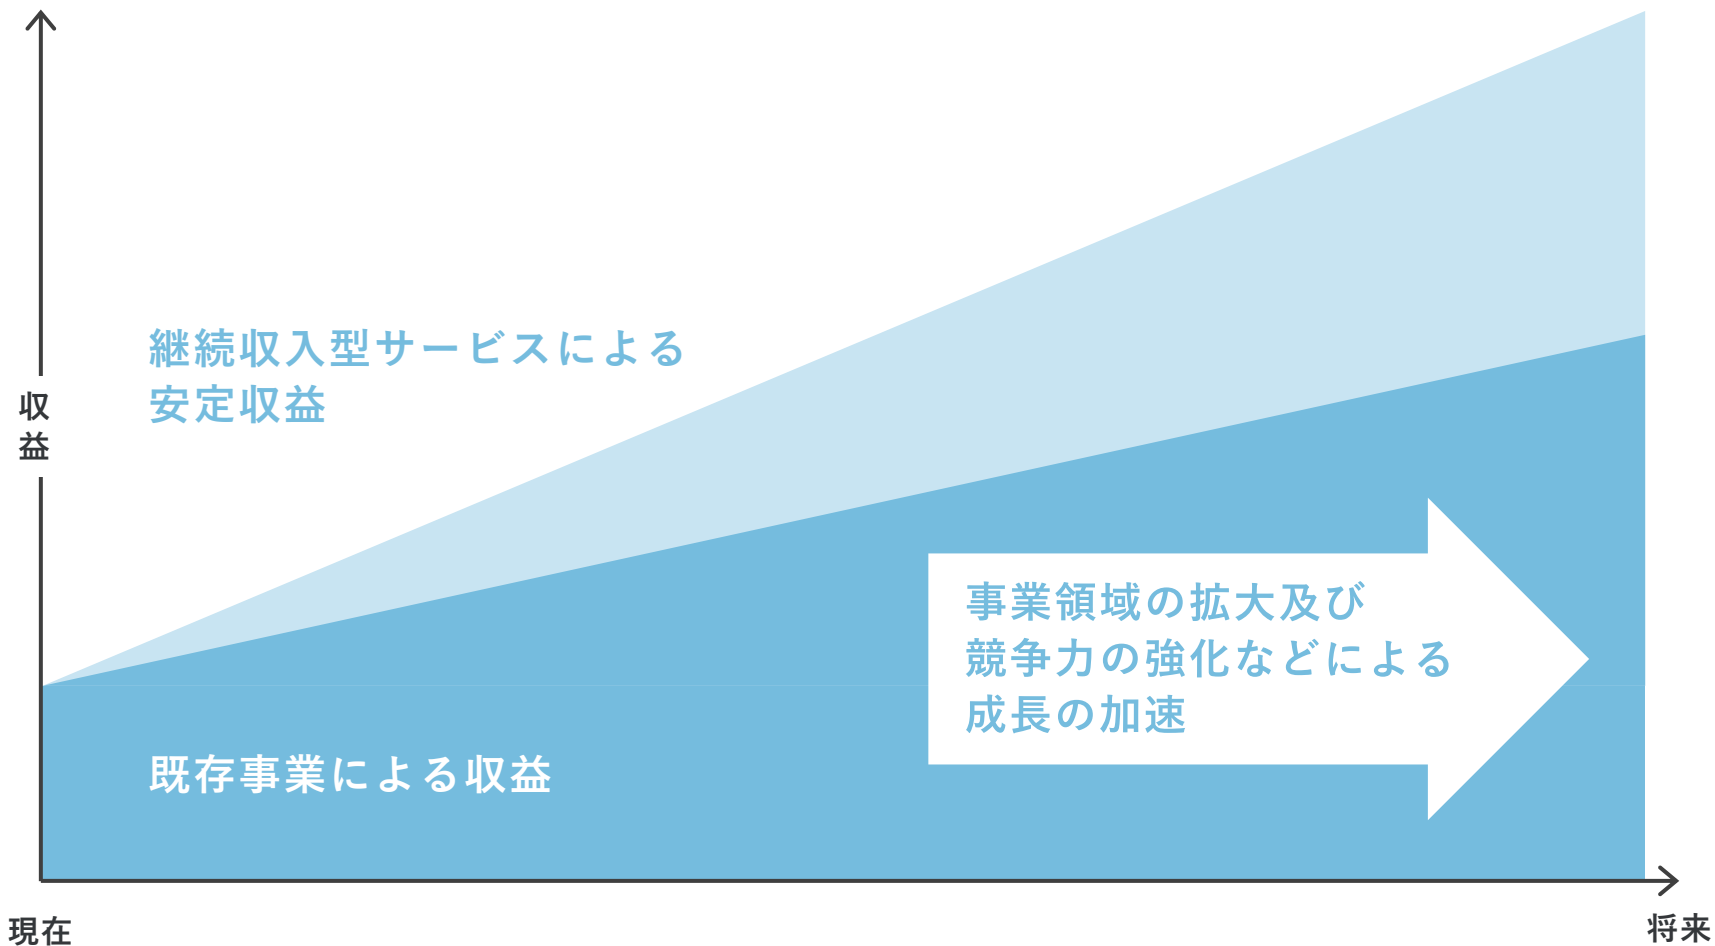 継続収入型サービスによる
安定収益
収益
事業領域の拡大及び
競争力の強化などによる
成長の加速
既存事業による収益
現在
将来